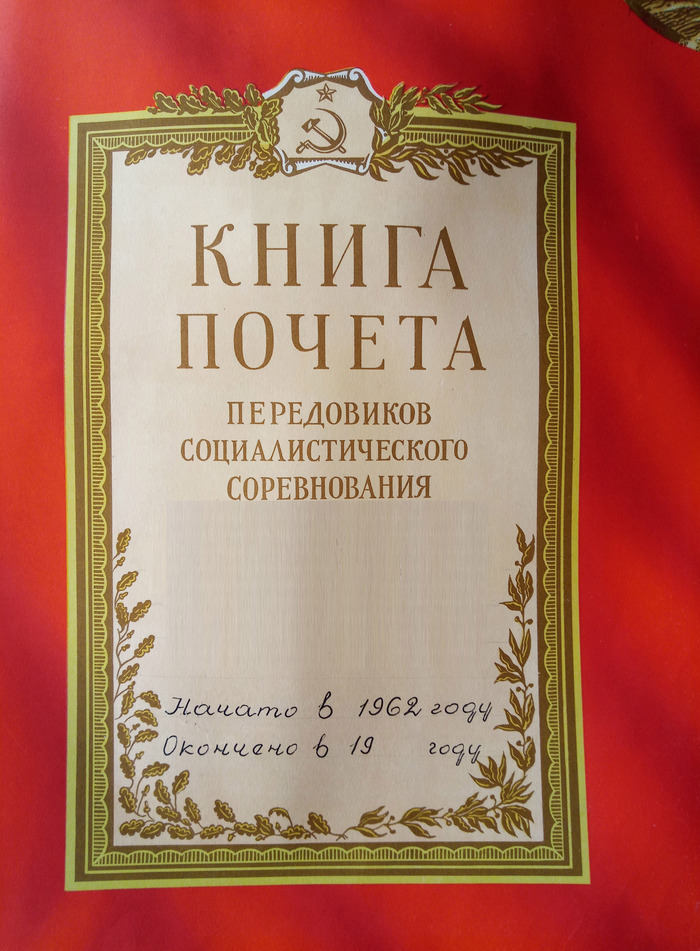 КНИГА
ПОЧЕТА
ПЕРЕДОВИКОВ
СОЦИАЛИСТИЧЕСКОГО
СОРЕВНОВАНИЯ
Начато в 1962 году
Окончено в 19 году